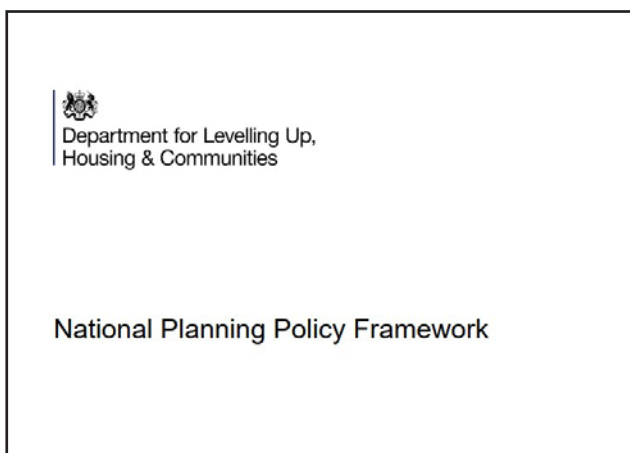 Department for Levelling Up,
Housing & Communities
National Planning Policy Framework